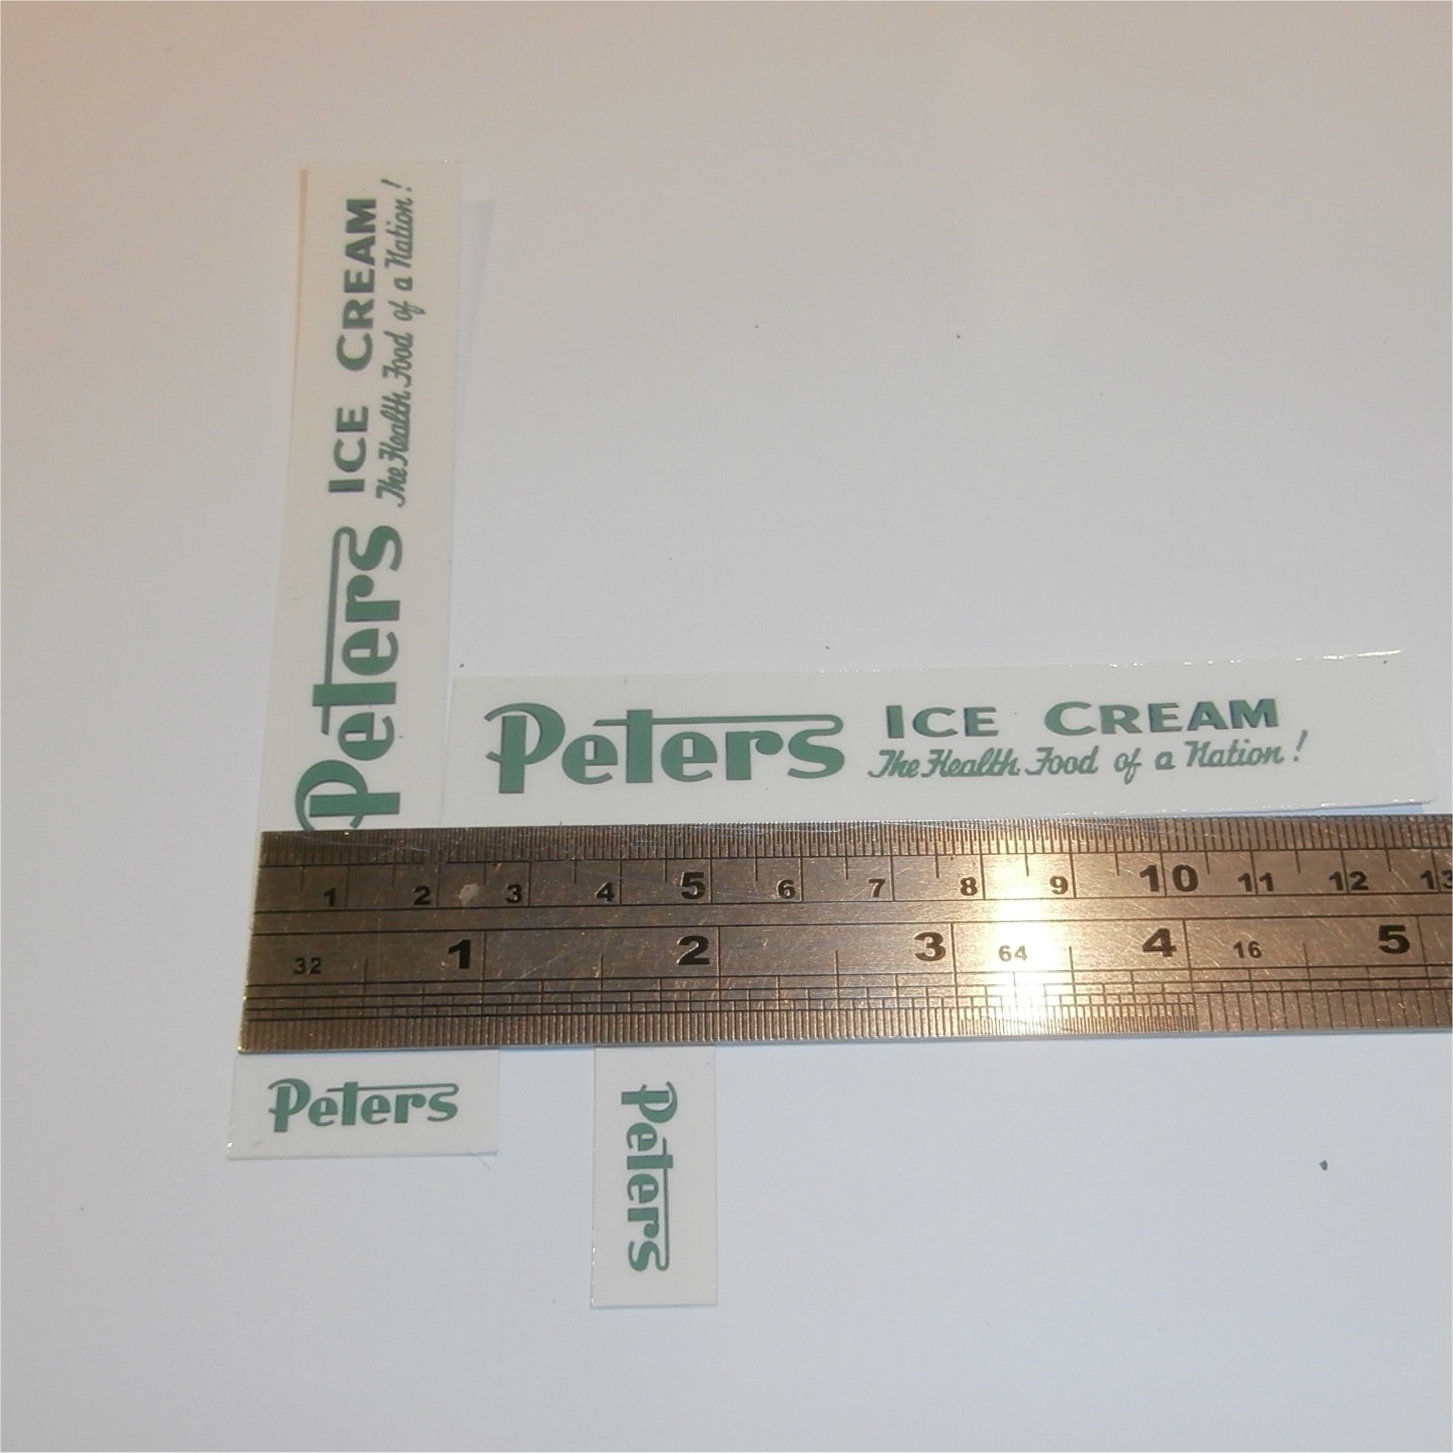 Peters ICE CREAM
The Health Food of a Nation!
Peters ICE CREAM
The Health Food of a Nation!
1 2 3 4 5 6 7 8 9 10 11 12 13
32 1 2 3 64 4 16 5
Peters
Peters